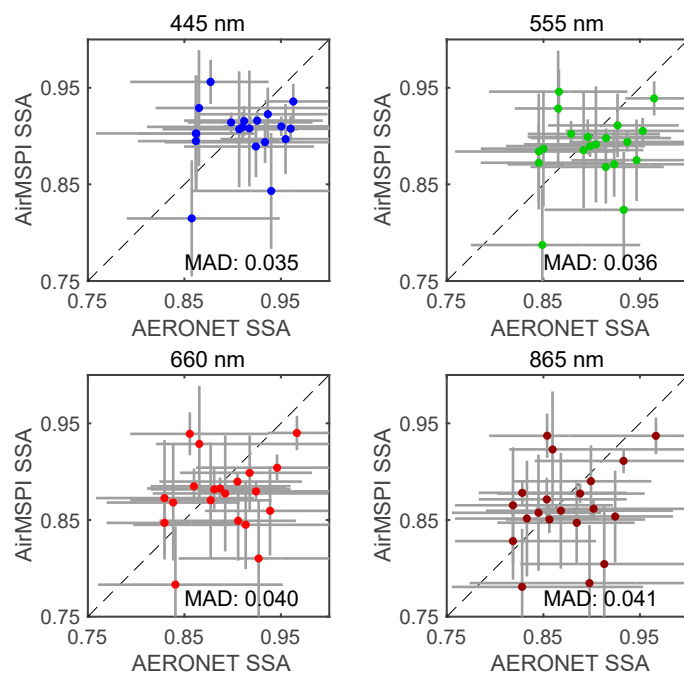 445 nm
555 nm
0.95
0.85
0.75
AirMSPI SSA
MAD: 0.035
0.75
0.85
0.95
AERONET SSA
0.95
0.85
0.75
AirMSPI SSA
MAD: 0.036
0.75
0.85
0.95
AERONET SSA
660 nm
865 nm
0.95
0.85
0.75
AirMSPI SSA
MAD: 0.040
0.75
0.85
0.95
AERONET SSA
0.95
0.85
0.75
AirMSPI SSA
MAD: 0.041
0.75
0.85
0.95
AERONET SSA